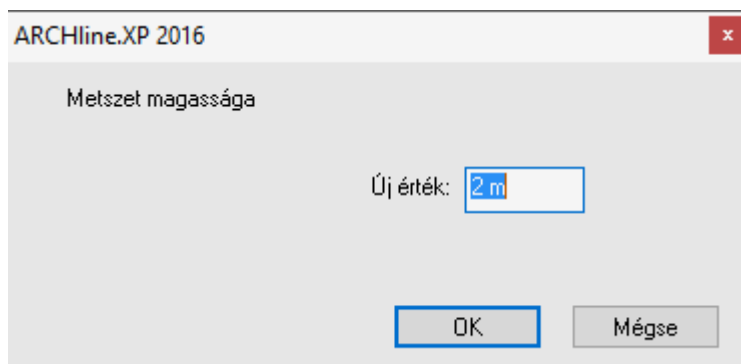 ARCHline.XP 2016
x
Metszet magassága
Új érték: 2 m
OK Mégse